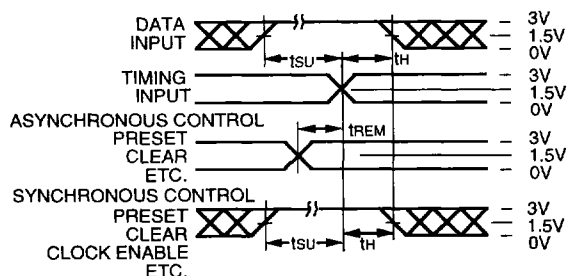 DATA
INPUT
3V
1.5V
0V
tSU
tH
TIMING
INPUT
3V
1.5V
0V
ASYNCHRONOUS CONTROL
PRESET
CLEAR
ETC.
tREM
3V
1.5V
0V
SYNCHRONOUS CONTROL
PRESET
CLEAR
CLOCK ENABLE
ETC.
3V
1.5V
0V
tSU
tH